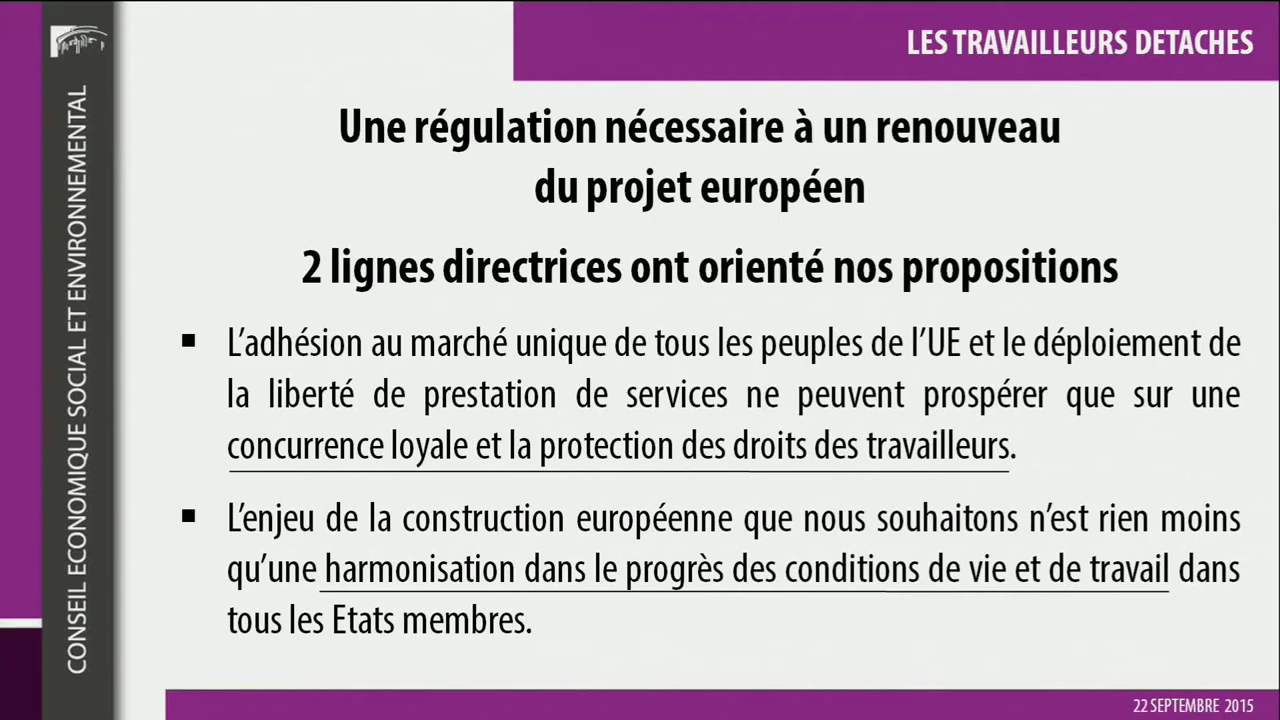 LES TRAVAILLEURS DETACHES
CONSEIL ECONOMIQUE SOCIAL ET ENVIRONNEMENTAL
Une régulation nécessaire à un renouveau
du projet européen
2 lignes directrices ont orienté nos propositions
▪ L’adhésion au marché unique de tous les peuples de l’UE et le déploiement de
la liberté de prestation de services ne peuvent prospérer que sur une
concurrence loyale et la protection des droits des travailleurs.
▪ L’enjeu de la construction européenne que nous souhaitons n’est rien moins
qu’une harmonisation dans le progrès des conditions de vie et de travail dans
tous les Etats membres.
22 SEPTEMBRE 2015